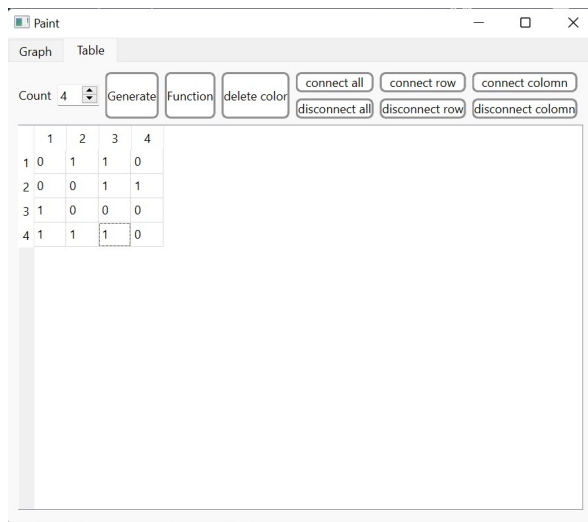 Paint
Graph Table
Count 4 Generate Function delete color connect all connect row connect colomn
disconnect all disconnect row disconnect colomn
1 2 3 4
1 0 1 1 0
2 0 0 1 1
3 1 0 0 0
4 1 1 1 0